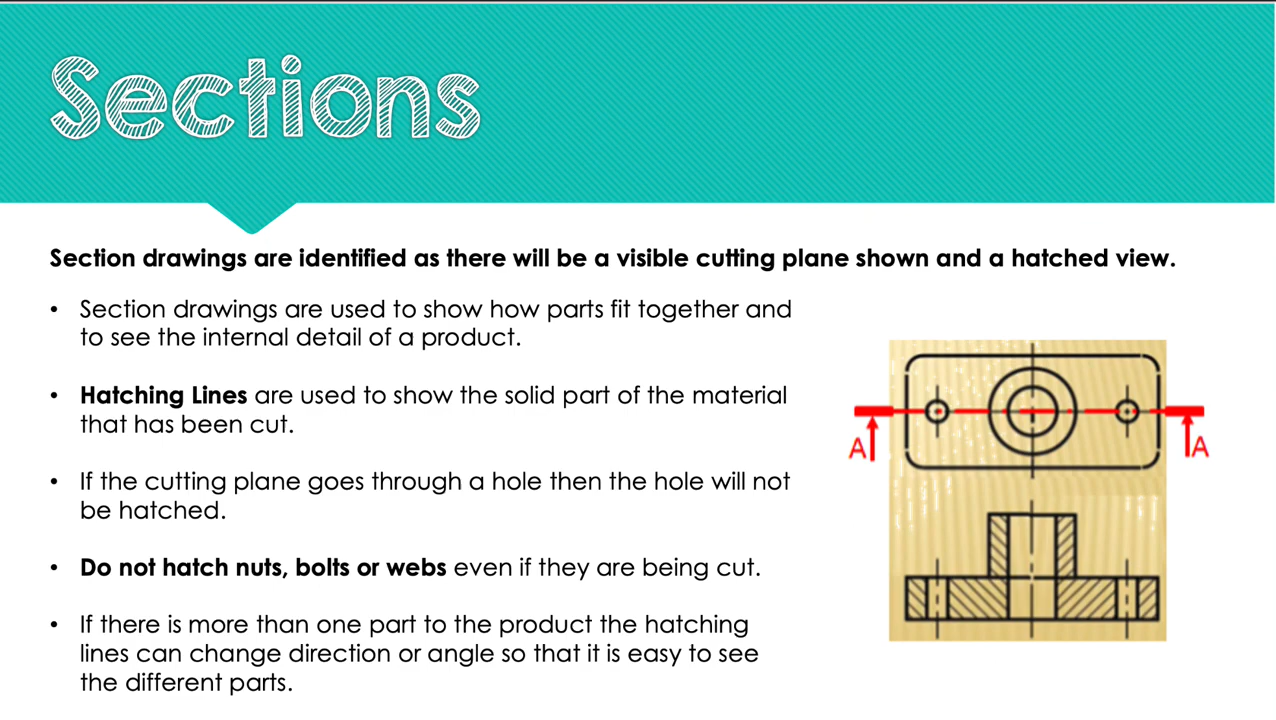 Sections
Section drawings are identified as there will be a visible cutting plane shown and a hatched view.
• Section drawings are used to show how parts fit together and
to see the internal detail of a product.
• Hatching Lines are used to show the solid part of the material
that has been cut.
• If the cutting plane goes through a hole then the hole will not
be hatched.
• Do not hatch nuts, bolts or webs even if they are being cut.
• If there is more than one part to the product the hatching
lines can change direction or angle so that it is easy to see
the different parts.
A A